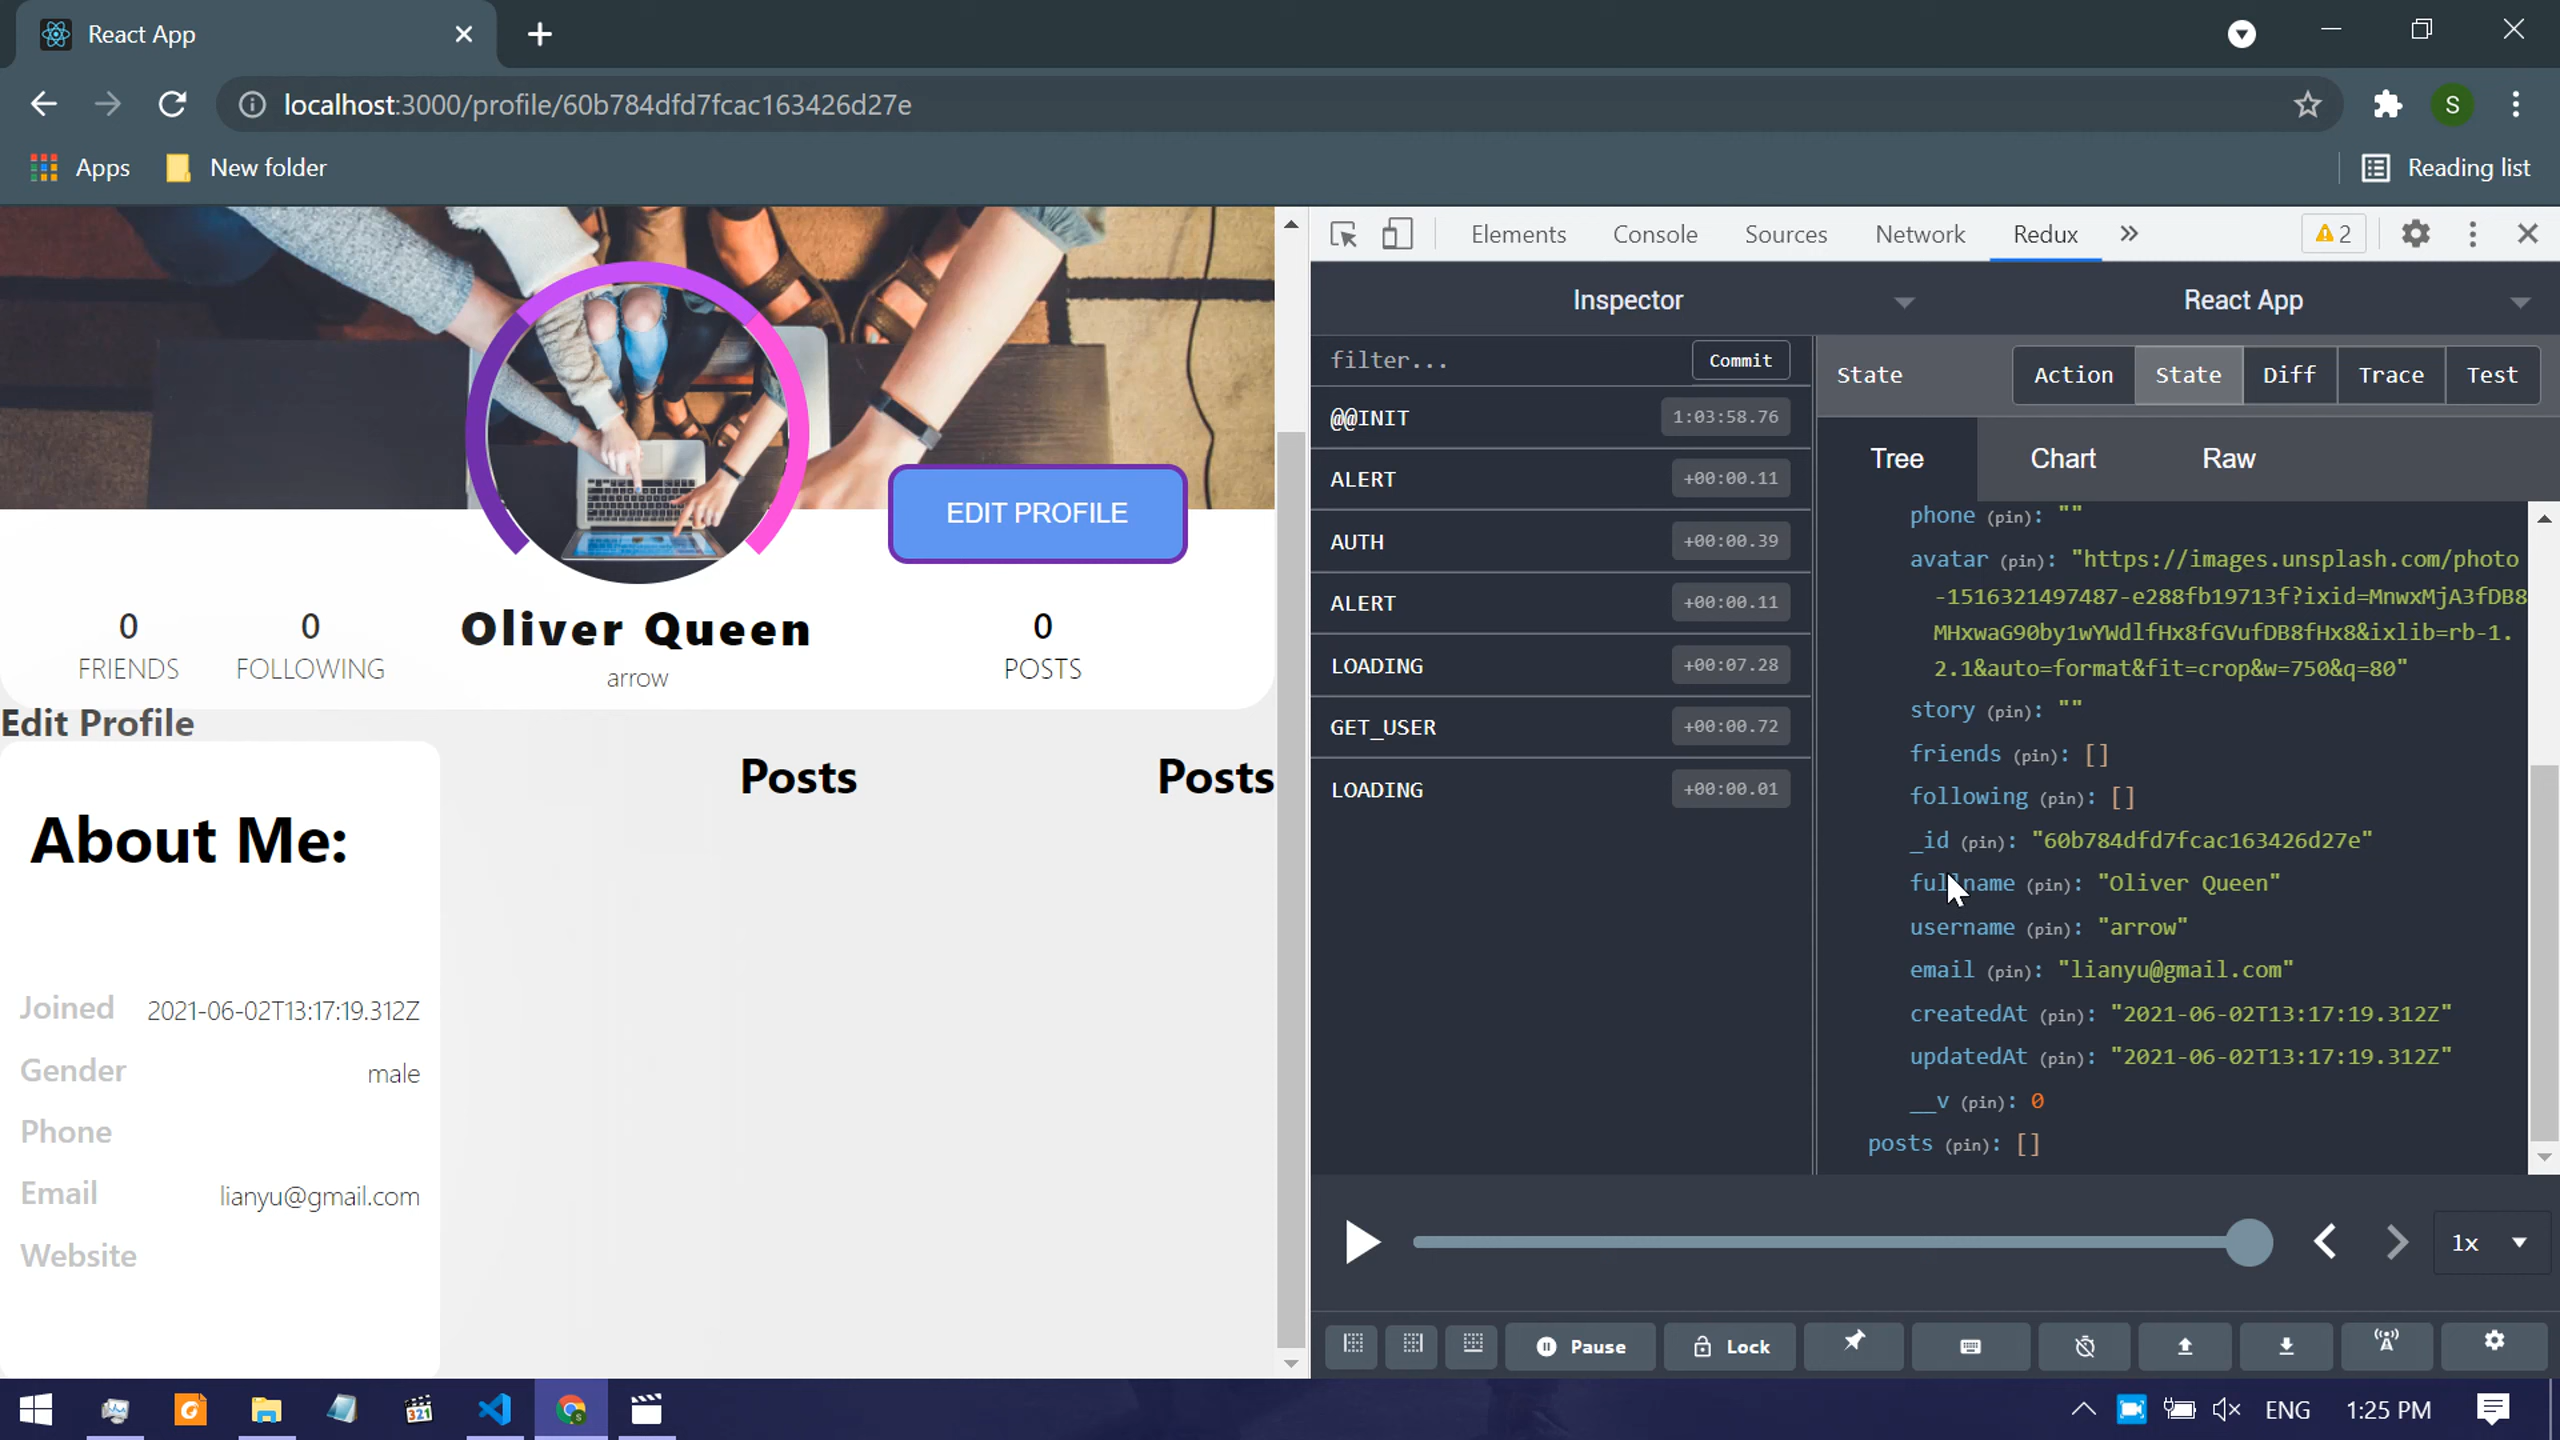 React App
localhost:3000/profile/60b784dfd7fcac163426d27e
S
Apps
New folder
Reading list
EDIT PROFILE
0
FRIENDS
0
FOLLOWING
Oliver Queen
arrow
0
POSTS
Edit Profile
About Me:
Joined 2021-06-02T13:17:19.312Z
Gender male
Phone
Email lianyu@gmail.com
Website
Posts
Posts
Elements Console Sources Network Redux » 2
Inspector
React App
filter... Commit
@@INIT 1:03:58.76
ALERT +00:00.11
AUTH +00:00.39
ALERT +00:00.11
LOADING +00:07.28
GET_USER +00:00.72
LOADING +00:00.01
State Action State Diff Trace Test
Tree Chart Raw
phone (pin): ""
avatar (pin): "https://images.unsplash.com/photo
-1516321497487-e288fb19713f?ixid=MnwxMjA3fDB8
MHxwaG90by1wYWdlfHx8fGVufDB8fHx8&ixlib=rb-1.
2.1&auto=format&fit=crop&w=750&q=80"
story (pin): ""
friends (pin): []
following (pin): []
_id (pin): "60b784dfd7fcac163426d27e"
fullname (pin): "Oliver Queen"
username (pin): "arrow"
email (pin): "lianyu@gmail.com"
createdAt (pin): "2021-06-02T13:17:19.312Z"
updatedAt (pin): "2021-06-02T13:17:19.312Z"
__v (pin): 0
posts (pin): []
1x
Pause Lock
321
S
ENG 1:25 PM